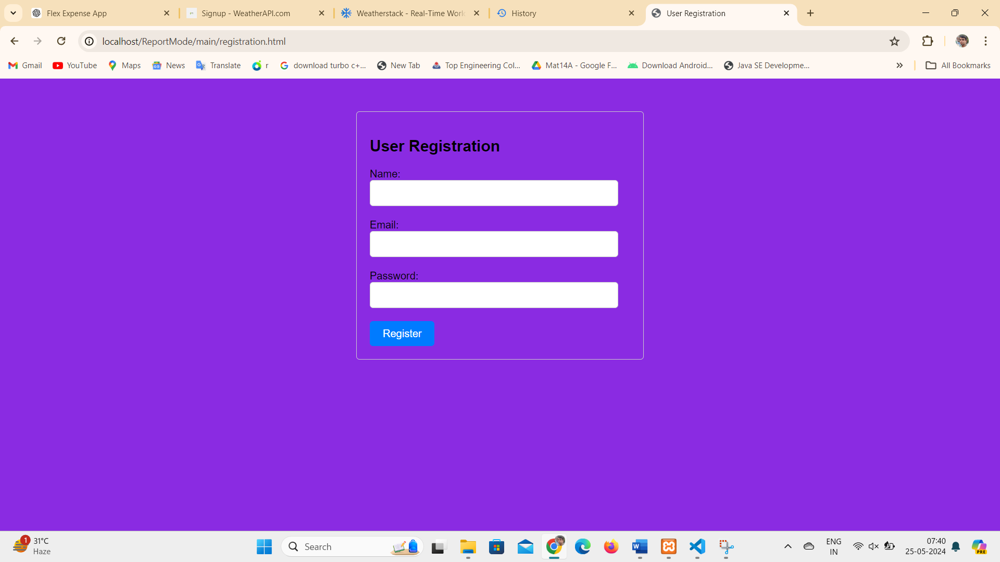 Flex Expense App
Signup - WeatherAPI.com
Weatherstack - Real-Time Worl
History
User Registration
localhost/ReportMode/main/registration.html
Gmail
YouTube
Maps
News
Translate
r
download turbo c+...
New Tab
Top Engineering Col...
Mat14A - Google F...
Download Android...
Java SE Developme...
All Bookmarks
User Registration
Name:
Email:
Password:
Register
1
31°C
Haze
Search
W
ENG
IN
07:40
25-05-2024
PRE